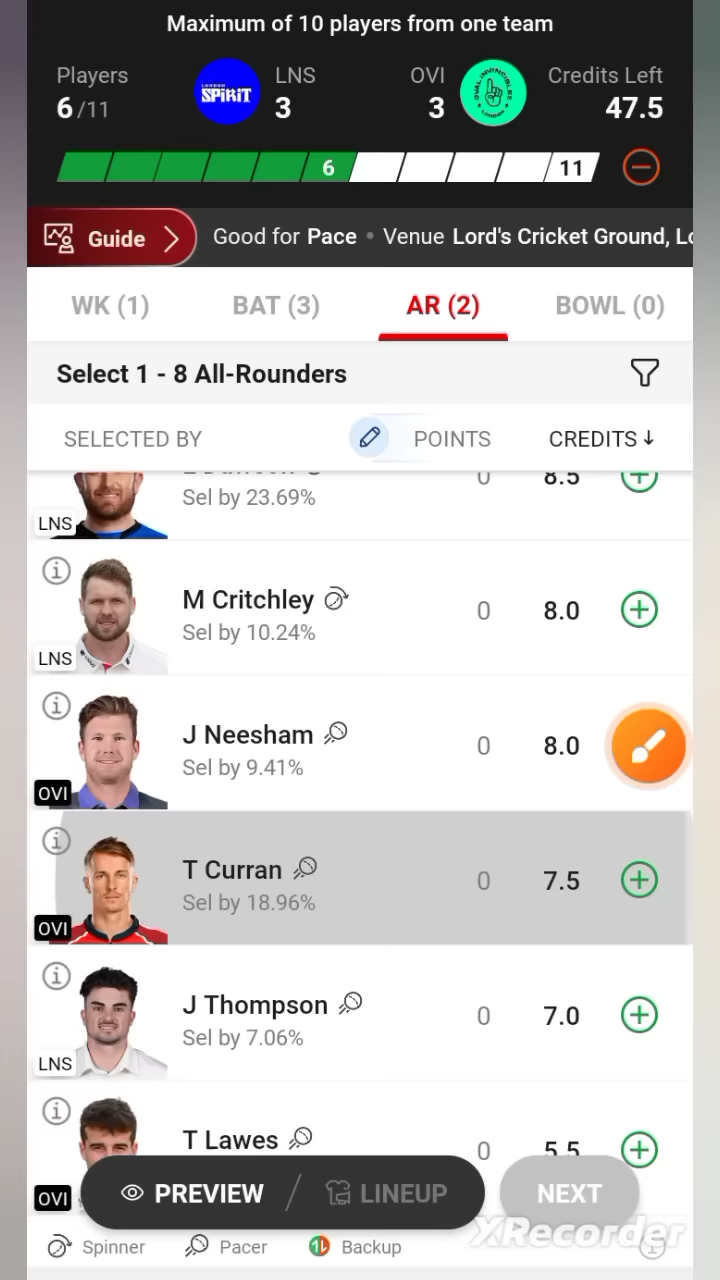 Maximum of 10 players from one team
Players
6/11
LONDON SPIRIT
LNS
3
OVI
3
OVAL INVINCIBLES
Credits Left
47.5
6
11
Guide
Good for Pace • Venue Lord's Cricket Ground, Lo
WK (1)
BAT (3)
AR (2)
BOWL (0)
Select 1 - 8 All-Rounders
SELECTED BY
POINTS
CREDITS↓
LNS
Sel by 23.69%
0
8.5
LNS
M Critchley
Sel by 10.24%
0
8.0
OVI
J Neesham
Sel by 9.41%
0
8.0
OVI
T Curran
Sel by 18.96%
0
7.5
LNS
J Thompson
Sel by 7.06%
0
7.0
OVI
T Lawes
0
5.5
PREVIEW / LINEUP
NEXT
XRecorder
Spinner
Pacer
Backup